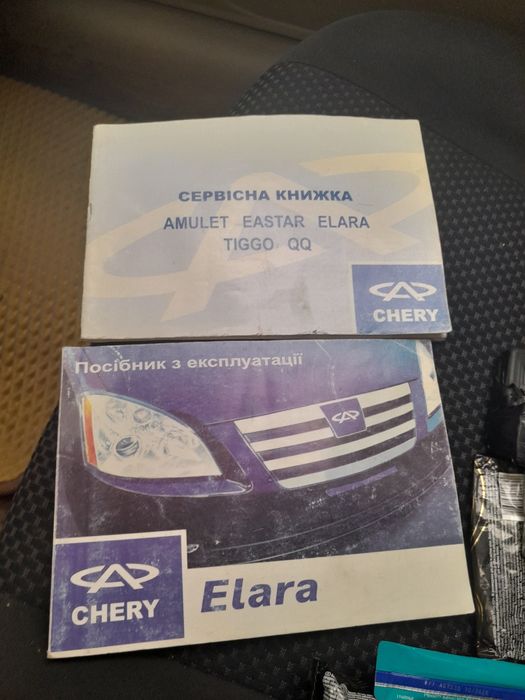 СЕРВІСНА КНИЖКА
AMULET EASTAR ELARA
TIGGO QQ
CHERY
Посібник з експлуатації
CHERY
Elara